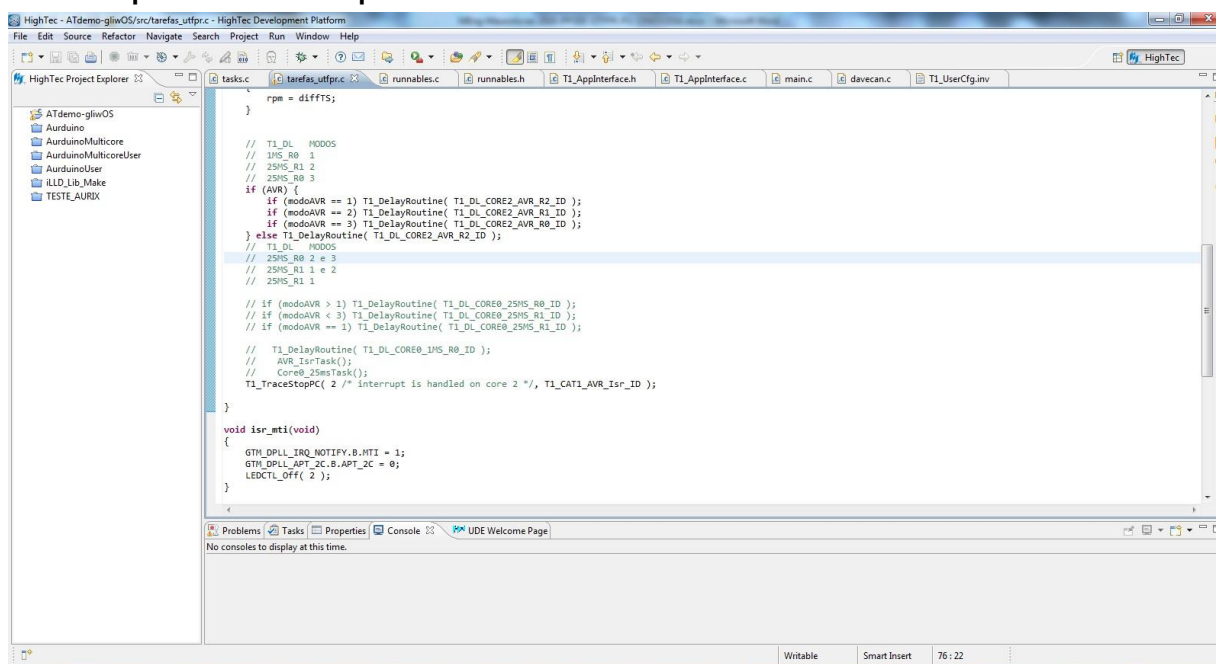 HighTec - ATdemo-gliwOS/src/tarefas_utfpr.c - HighTec Development Platform
File Edit Source Refactor Navigate Search Project Run Window Help
HighTec
HighTec Project Explorer
tasks.c tarefas_utfpr.c runnables.c runnables.h T1_AppInterface.h T1_AppInterface.c main.c davecan.c T1_UserCfg.inv
ATdemo-gliwOS
Aurduino
AurduinoMulticore
AurduinoMulticoreUser
AurduinoUser
iLLD_Lib_Make
TESTE_AURIX
{
rpm = diffTS;
}
// T1_DL MODOS
// 1MS_R0 1
// 25MS_R1 2
// 25MS_R0 3
if (AVR) {
if (modoAVR == 1) T1_DelayRoutine( T1_DL_CORE2_AVR_R2_ID );
if (modoAVR == 2) T1_DelayRoutine( T1_DL_CORE2_AVR_R1_ID );
if (modoAVR == 3) T1_DelayRoutine( T1_DL_CORE2_AVR_R0_ID );
} else T1_DelayRoutine( T1_DL_CORE2_AVR_R2_ID );
// T1_DL MODOS
// 25MS_R0 2 e 3
// 25MS_R1 1 e 2
// 25MS_R1 1
// if (modoAVR > 1) T1_DelayRoutine( T1_DL_CORE0_25MS_R0_ID );
// if (modoAVR < 3) T1_DelayRoutine( T1_DL_CORE0_25MS_R1_ID );
// if (modoAVR == 1) T1_DelayRoutine( T1_DL_CORE0_25MS_R1_ID );
// T1_DelayRoutine( T1_DL_CORE0_1MS_R0_ID );
// AVR_IsrTask();
// Core0_25msTask();
T1_TraceStopPC( 2 /* interrupt is handled on core 2 */, T1_CAT1_AVR_Isr_ID );
}
void isr_mti(void)
{
GTM_DPLL_IRQ_NOTIFY.B.MTI = 1;
GTM_DPLL_APT_2C.B.APT_2C = 0;
LEDCTL_Off( 2 );
}
Problems Tasks Properties Console UDE Welcome Page
No consoles to display at this time.
Writable Smart Insert 76 : 22